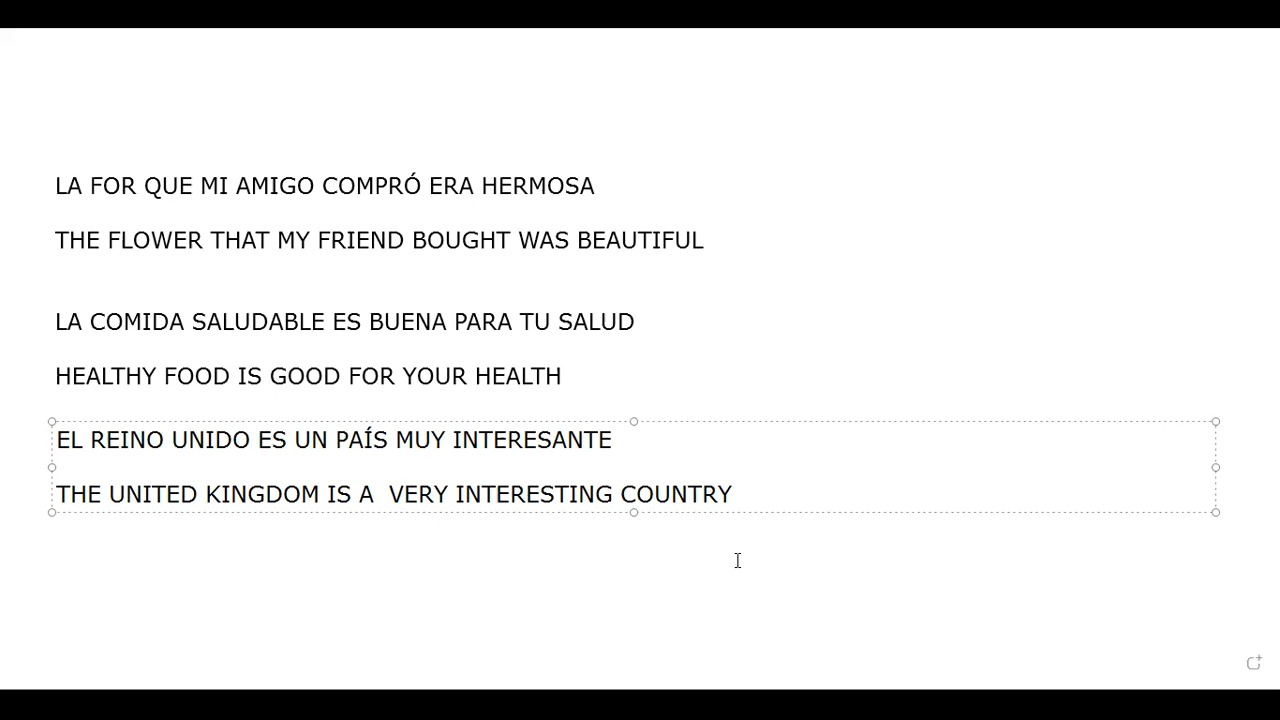 LA FOR QUE MI AMIGO COMPRÓ ERA HERMOSA
THE FLOWER THAT MY FRIEND BOUGHT WAS BEAUTIFUL
LA COMIDA SALUDABLE ES BUENA PARA TU SALUD
HEALTHY FOOD IS GOOD FOR YOUR HEALTH
EL REINO UNIDO ES UN PAÍS MUY INTERESANTE
THE UNITED KINGDOM IS A  VERY INTERESTING COUNTRY